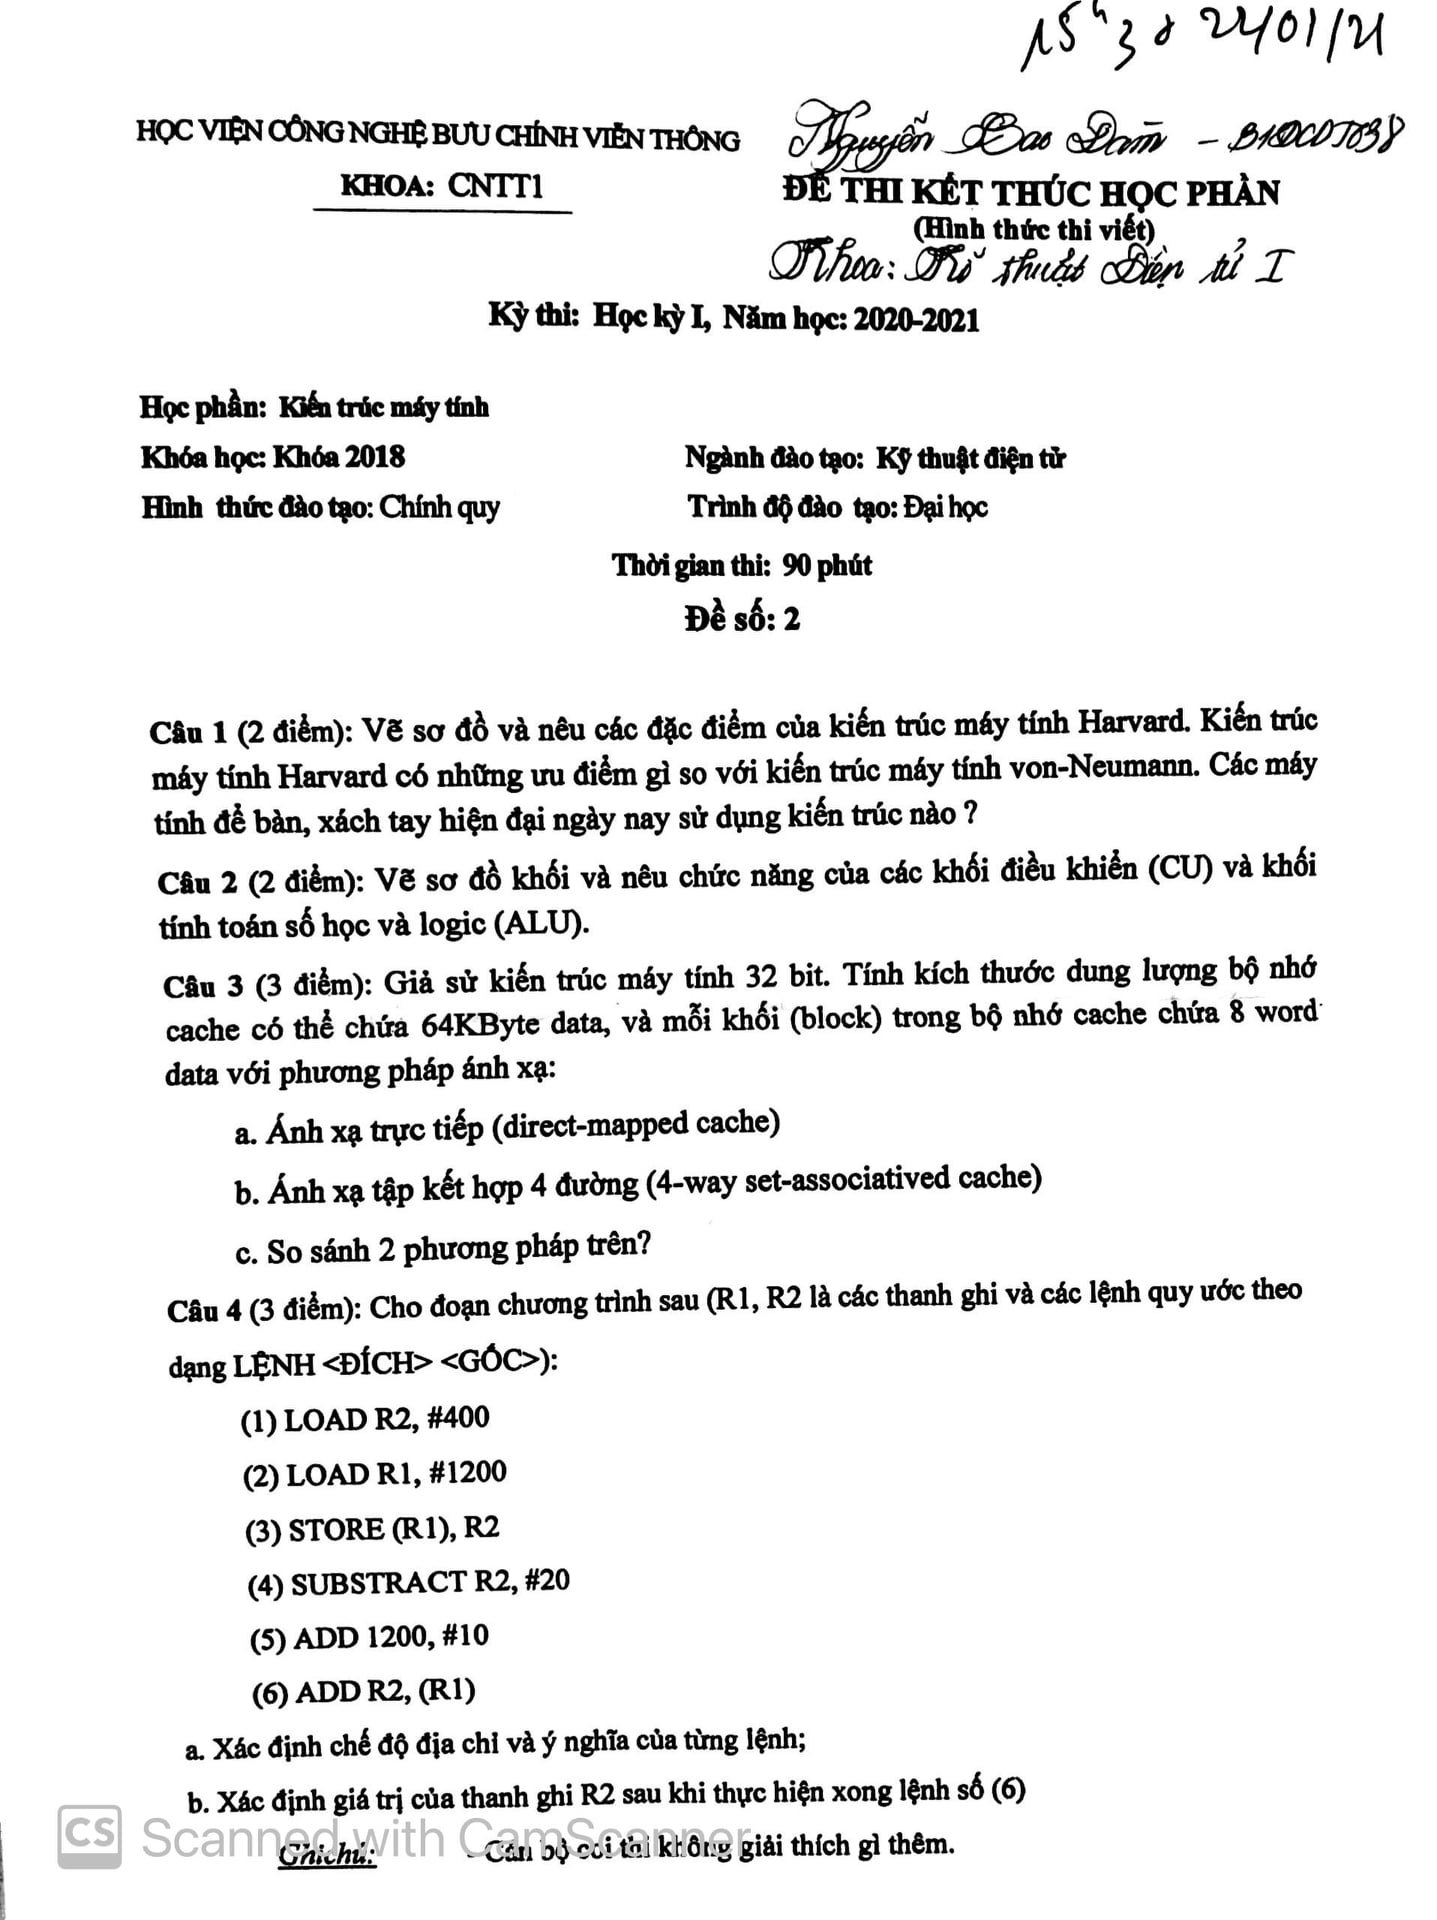 15h30 22/01/21
HỌC VIỆN CÔNG NGHỆ BƯU CHÍNH VIỄN THÔNG
KHOA: CNTT1
Nguyễn Cao Đàm -
ĐỀ THI KẾT THÚC HỌC PHẦN
(Hình thức thi viết)
Khoa: Kĩ thuật Điện tử I
Kỳ thi: Học kỳ I, Năm học: 2020-2021
Học phần: Kiến trúc máy tính
Khóa học: Khóa 2018
Ngành đào tạo: Kỹ thuật điện tử
Hình thức đào tạo: Chính quy
Trình độ đào tạo: Đại học
Thời gian thi: 90 phút
Đề số: 2
Câu 1 (2 điểm): Vẽ sơ đồ và nêu các đặc điểm của kiến trúc máy tính Harvard. Kiến trúc
máy tính Harvard có những ưu điểm gì so với kiến trúc máy tính von-Neumann. Các máy
tính để bàn, xách tay hiện đại ngày nay sử dụng kiến trúc nào ?
Câu 2 (2 điểm): Vẽ sơ đồ khối và nêu chức năng của các khối điều khiển (CU) và khối
tính toán số học và logic (ALU).
Câu 3 (3 điểm): Giả sử kiến trúc máy tính 32 bit. Tính kích thước dung lượng bộ nhớ
cache có thể chứa 64KByte data, và mỗi khối (block) trong bộ nhớ cache chứa 8 word
data với phương pháp ánh xạ:
a. Ánh xạ trực tiếp (direct-mapped cache)
b. Ánh xạ tập kết hợp 4 đường (4-way set-associatived cache)
c. So sánh 2 phương pháp trên?
Câu 4 (3 điểm): Cho đoạn chương trình sau (R1, R2 là các thanh ghi và các lệnh quy ước theo
dạng LỆNH <ĐÍCH> <GỐC>):
(1) LOAD R2, #400
(2) LOAD R1, #1200
(3) STORE (R1), R2
(4) SUBSTRACT R2, #20
(5) ADD 1200, #10
(6) ADD R2, (R1)
a. Xác định chế độ địa chỉ và ý nghĩa của từng lệnh;
b. Xác định giá trị của thanh ghi R2 sau khi thực hiện xong lệnh số (6)
Ghi chú: - Cán bộ coi thi không giải thích gì thêm.
CS Scanned with CamScanner